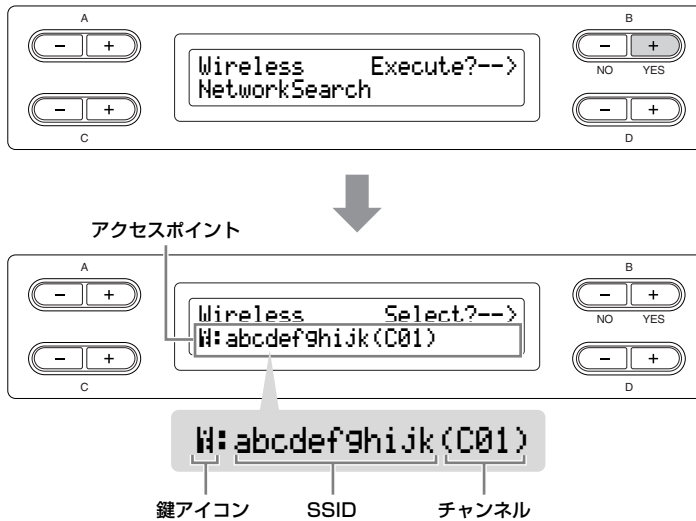 A
B
− +
− +
NO YES
Wireless Execute?-->
NetworkSearch
− +
− +
C
D
アクセスポイント
A
B
− +
− +
NO YES
Wireless Select?-->
:abcdefghijk(C01)
− +
− +
C
D
:abcdefghijk(C01)
鍵アイコン SSID チャンネル